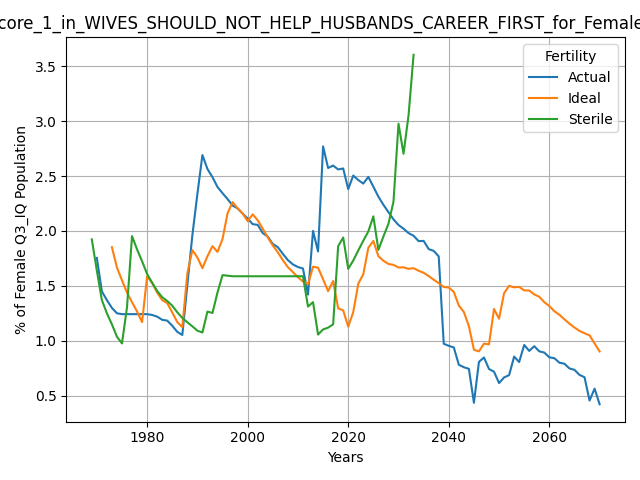 core_1_in_WIVES_SHOULD_NOT_HELP_HUSBANDS_CAREER_FIRST_for_Female
Fertility
Actual
Ideal
Sterile
% of Female Q3_IQ Population
3.5
3.0
2.5
2.0
1.5
1.0
0.5
1980 2000 2020 2040 2060
Years